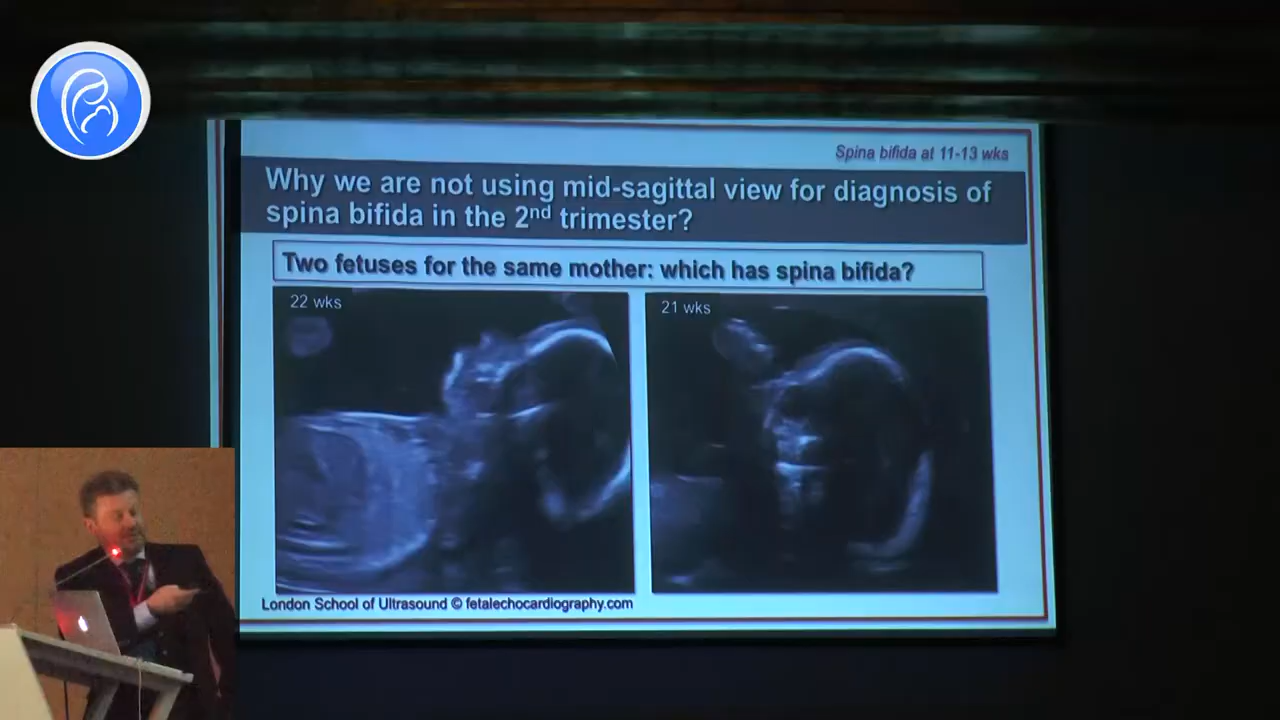 Spina bifida at 11-13 wks
Why we are not using mid-sagittal view for diagnosis of
spina bifida in the 2nd trimester?
Two fetuses for the same mother: which has spina bifida?
22 wks
21 wks
London School of Ultrasound © fetalechocardiography.com